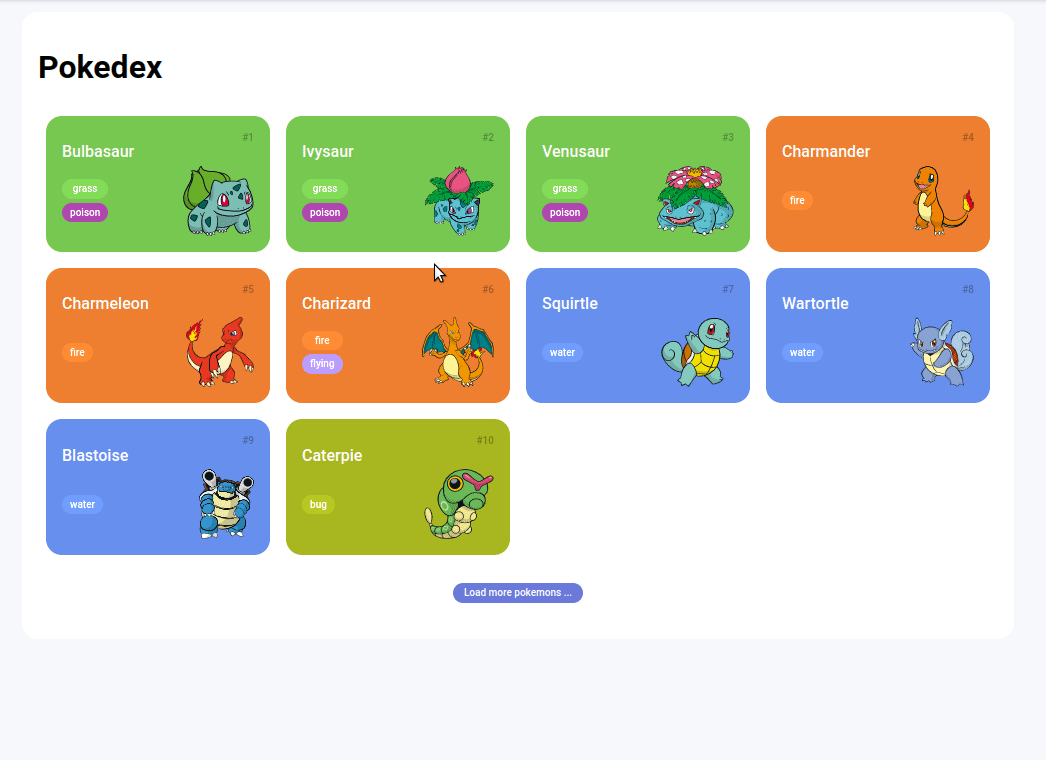 Pokedex
#1
Bulbasaur
grass
poison
#2
Ivysaur
grass
poison
#3
Venusaur
grass
poison
#4
Charmander
fire
#5
Charmeleon
fire
#6
Charizard
fire
flying
#7
Squirtle
water
#8
Wartortle
water
#9
Blastoise
water
#10
Caterpie
bug
Load more pokemons ...